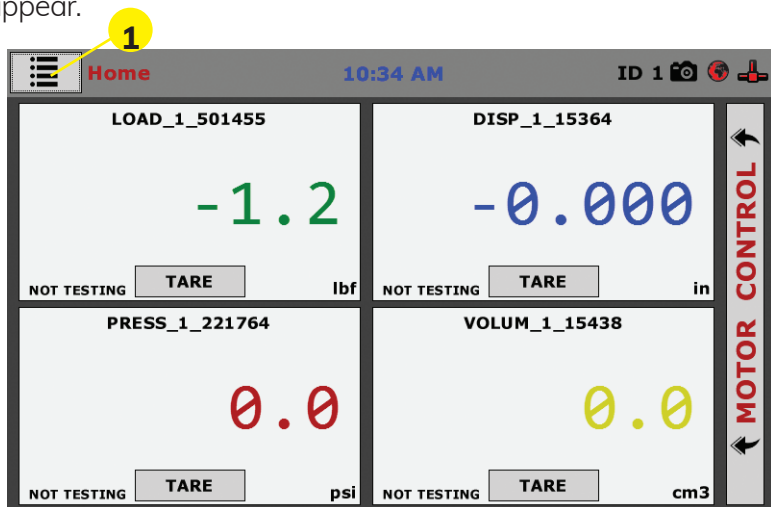 appear.
1
Home 10:34 AM ID 1
LOAD_1_501455
-1.2
NOT TESTING TARE lbf
DISP_1_15364
-0.000
NOT TESTING TARE in
PRESS_1_221764
0.0
NOT TESTING TARE psi
VOLUM_1_15438
0.0
NOT TESTING TARE cm3
MOTOR CONTROL